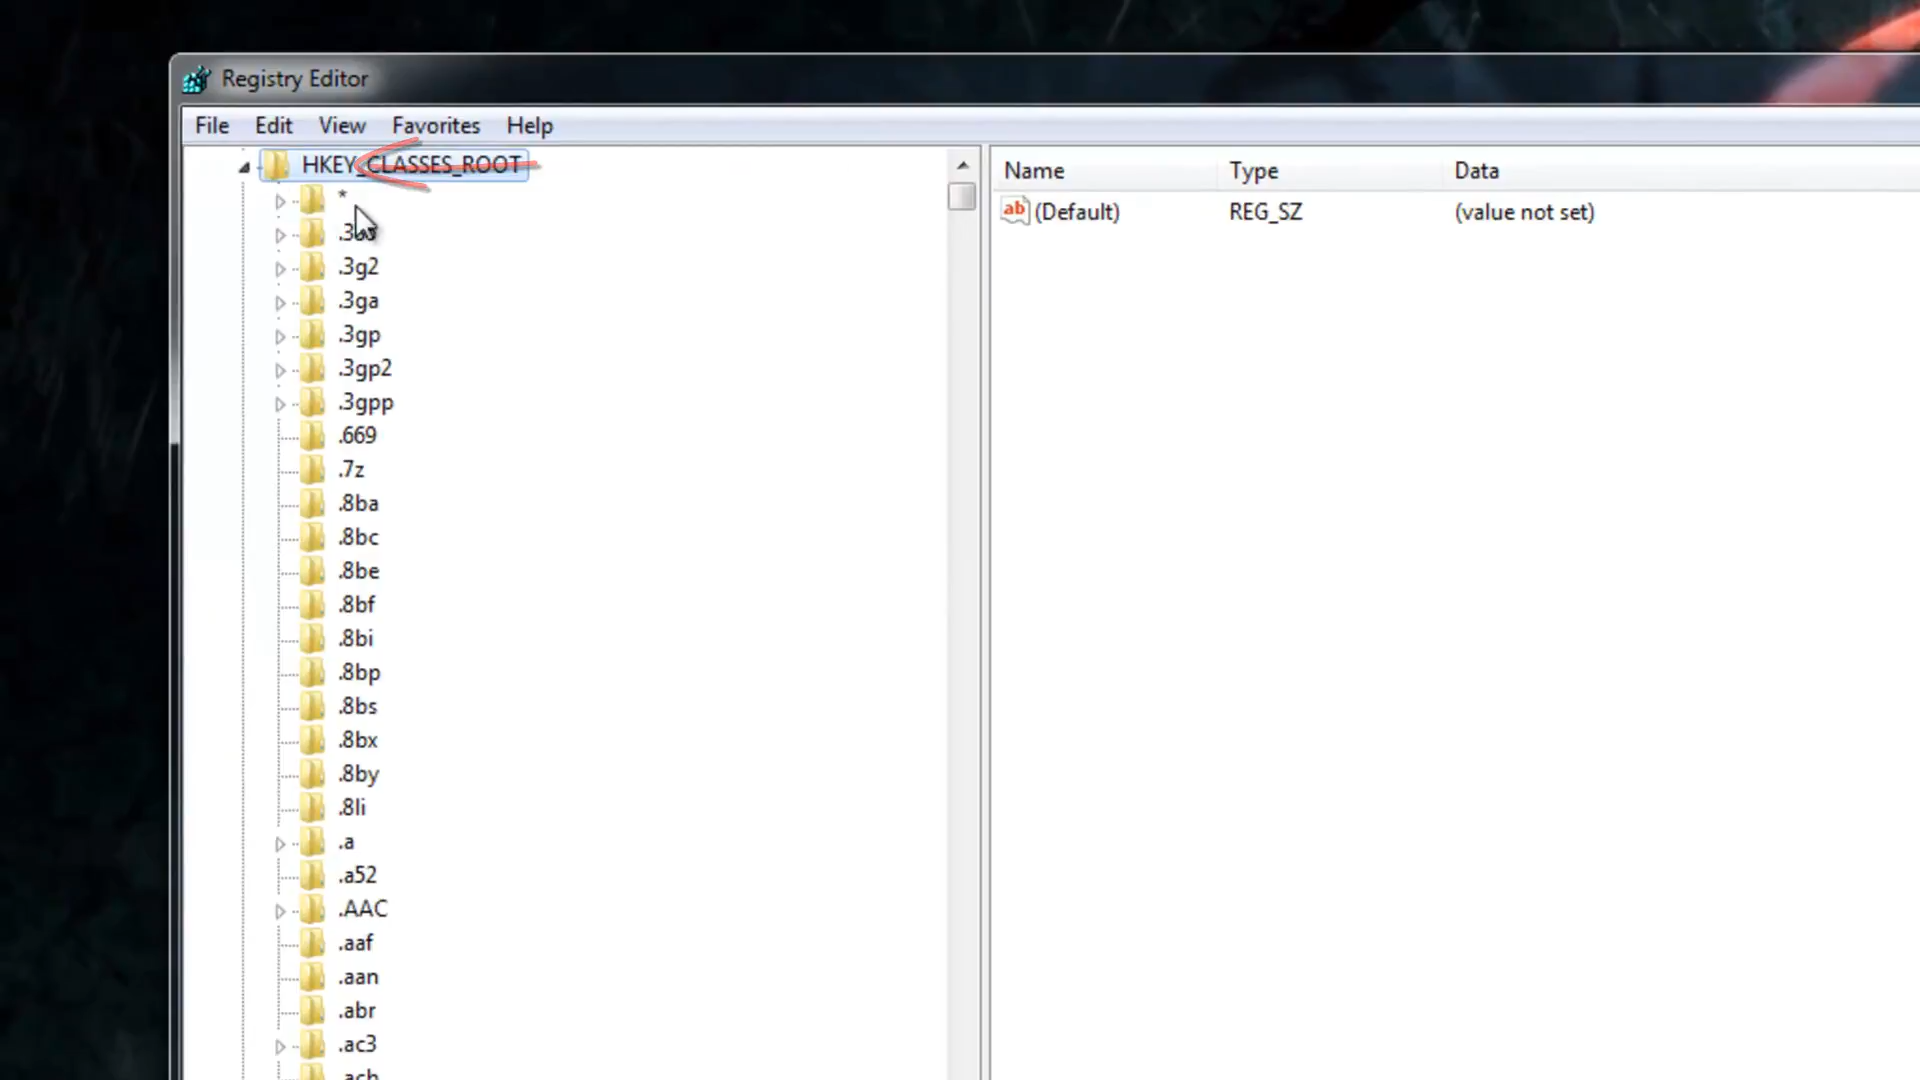 Registry Editor
File Edit View Favorites Help
HKEY_CLASSES_ROOT
Name Type Data
*
(Default) REG_SZ (value not set)
.3g2
.3ga
.3gp
.3gp2
.3gpp
.669
.7z
.8ba
.8bc
.8be
.8bf
.8bi
.8bp
.8bs
.8bx
.8by
.8li
.a
.a52
.AAC
.aaf
.aan
.abr
.ac3